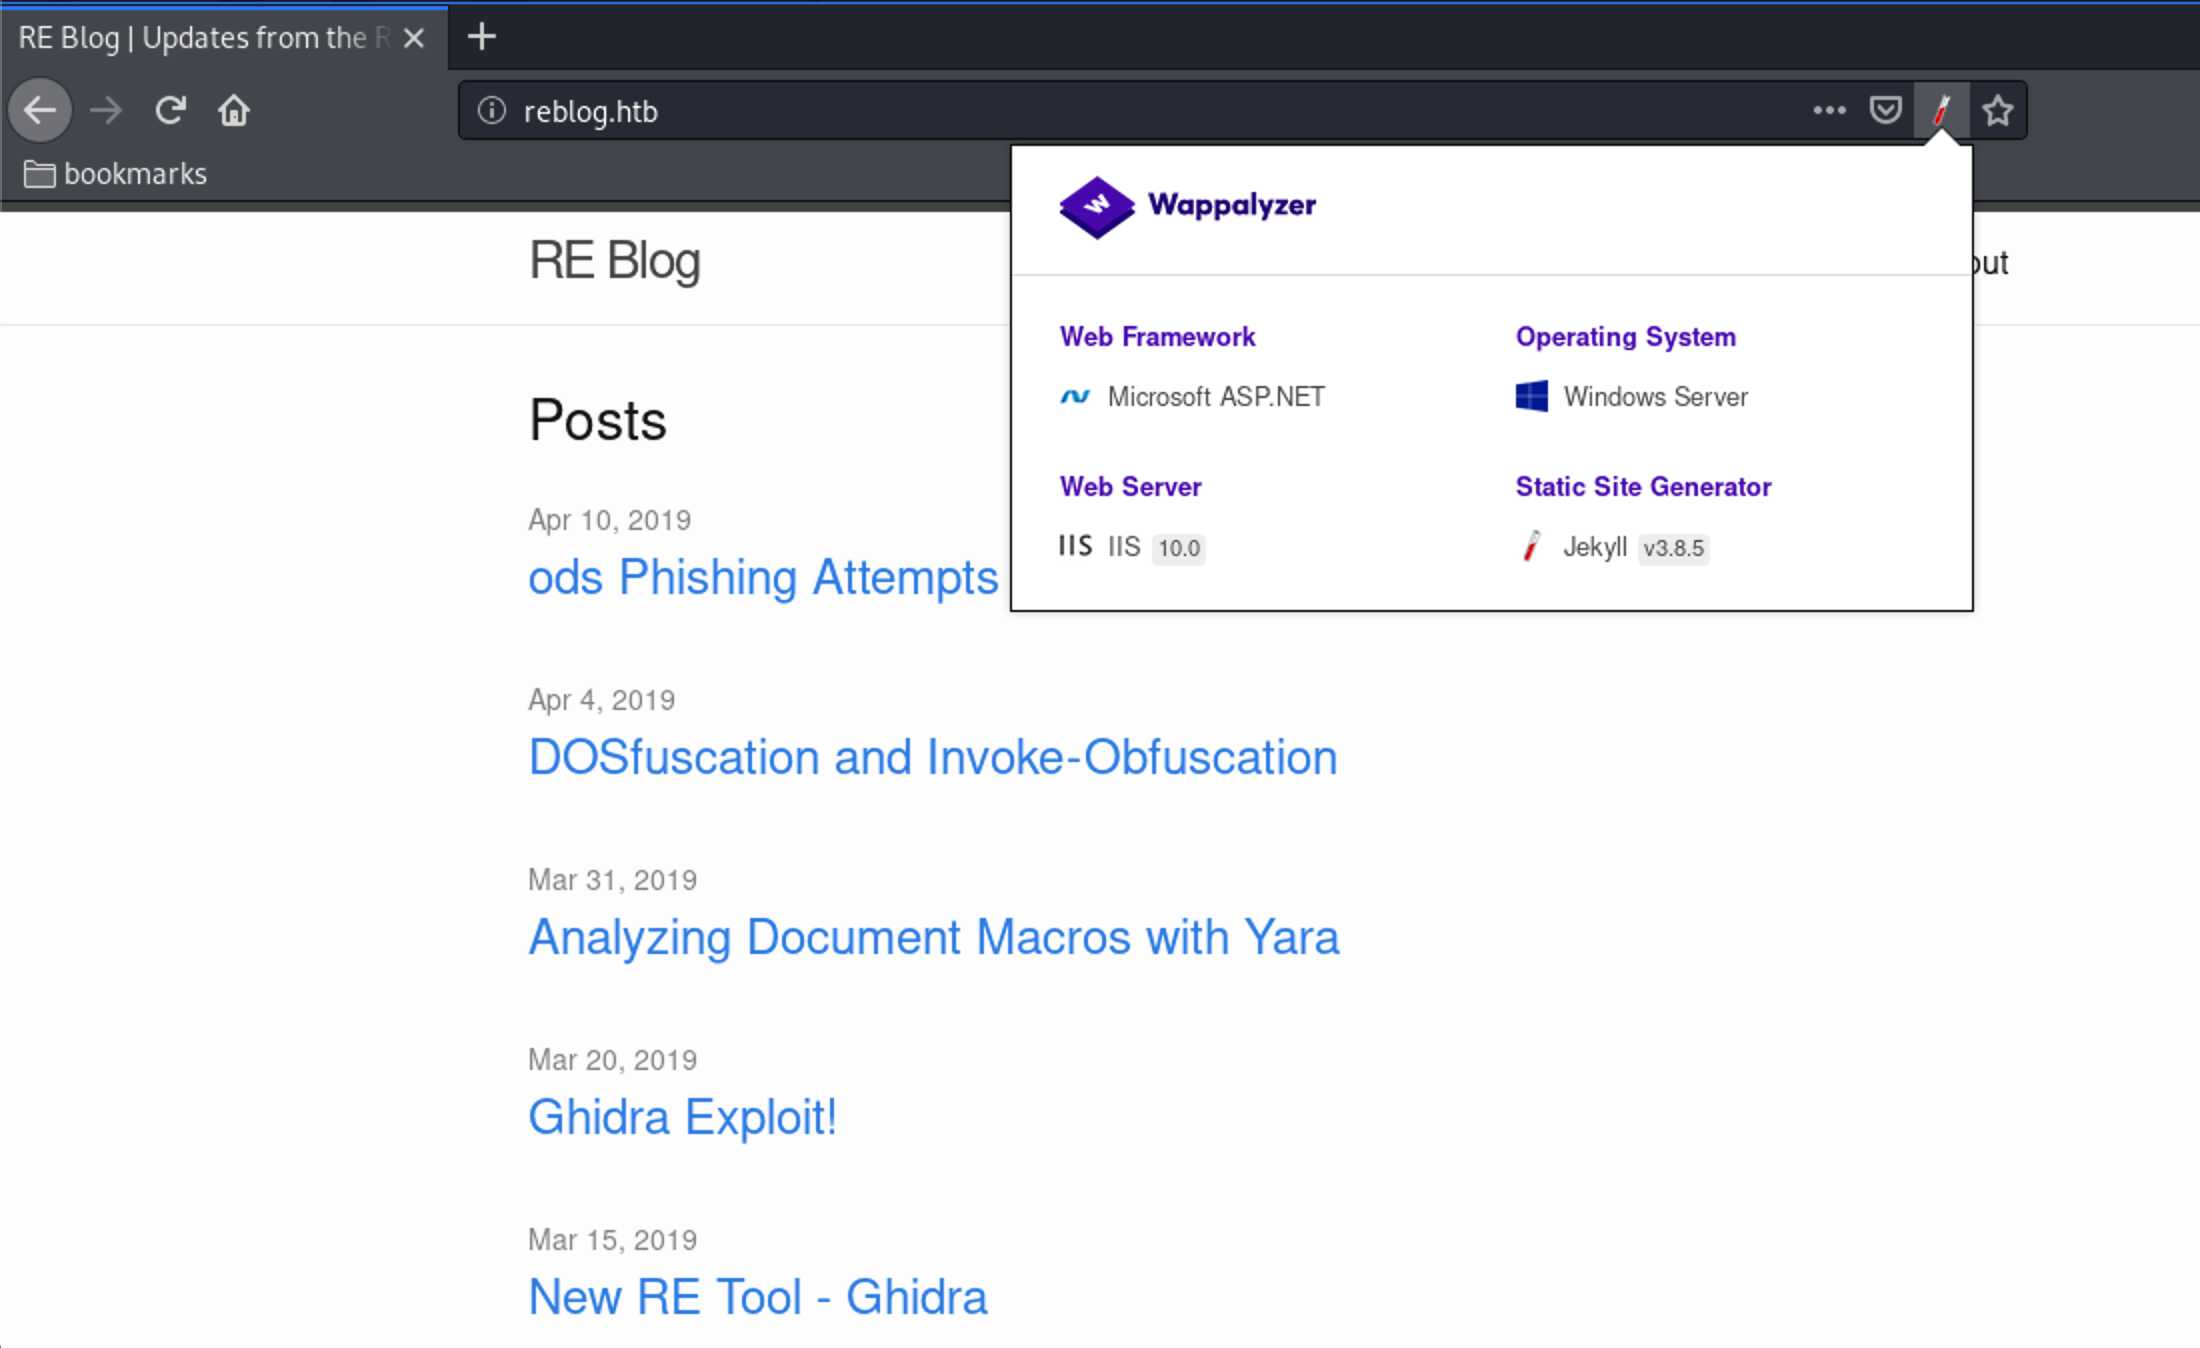 RE Blog | Updates from the R
reblog.htb
bookmarks
Wappalyzer
RE Blog
out
Web Framework
Operating System
Microsoft ASP.NET
Windows Server
Web Server
Static Site Generator
IIS IIS 10.0
Jekyll v3.8.5
Posts
Apr 10, 2019
ods Phishing Attempts
Apr 4, 2019
DOSfuscation and Invoke-Obfuscation
Mar 31, 2019
Analyzing Document Macros with Yara
Mar 20, 2019
Ghidra Exploit!
Mar 15, 2019
New RE Tool - Ghidra